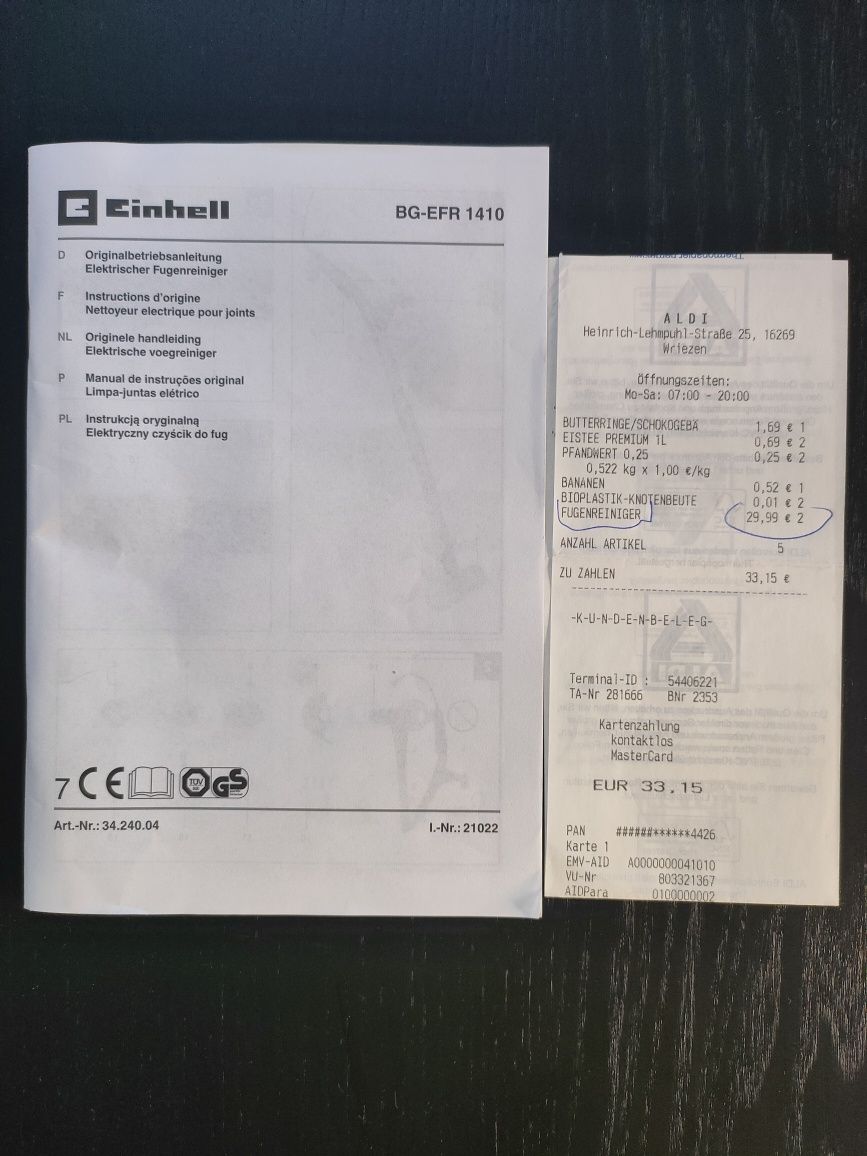 Einhell
BG-EFR 1410
D Originalbetriebsanleitung
Elektrischer Fugenreiniger
F Instructions d'origine
Nettoyeur electrique pour joints
NL Originele handleiding
Elektrische voegreiniger
P Manual de instruções original
Limpa-juntas elétrico
PL Instrukcją oryginalną
Elektryczny czyścik do fug
7 CE TÜV GS
Art.-Nr.: 34.240.04 I.-Nr.: 21022
ALDI
Heinrich-Lehmpuhl-Straße 25, 16269
Wriezen
Öffnungszeiten:
Mo-Sa: 07:00 - 20:00
BUTTERRINGE/SCHOKOGEBÄ 1,69 € 1
EISTEE PREMIUM 1L 0,69 € 2
PFANDWERT 0,25 0,25 € 2
0,522 kg x 1,00 €/kg
BANANEN 0,52 € 1
BIOPLASTIK-KNOTENBEUTE 0,01 € 2
FUGENREINIGER 29,99 € 2
ANZAHL ARTIKEL 5
ZU ZAHLEN 33,15 €
-K-U-N-D-E-N-B-E-L-E-G-
Terminal-ID : 54406221
TA-Nr 281666 BNr 2353
Kartenzahlung
kontaktlos
MasterCard
EUR 33,15
PAN ######******4426
Karte 1
EMV-AID A0000000041010
VU-Nr 803321367
AIDPara 0100000002